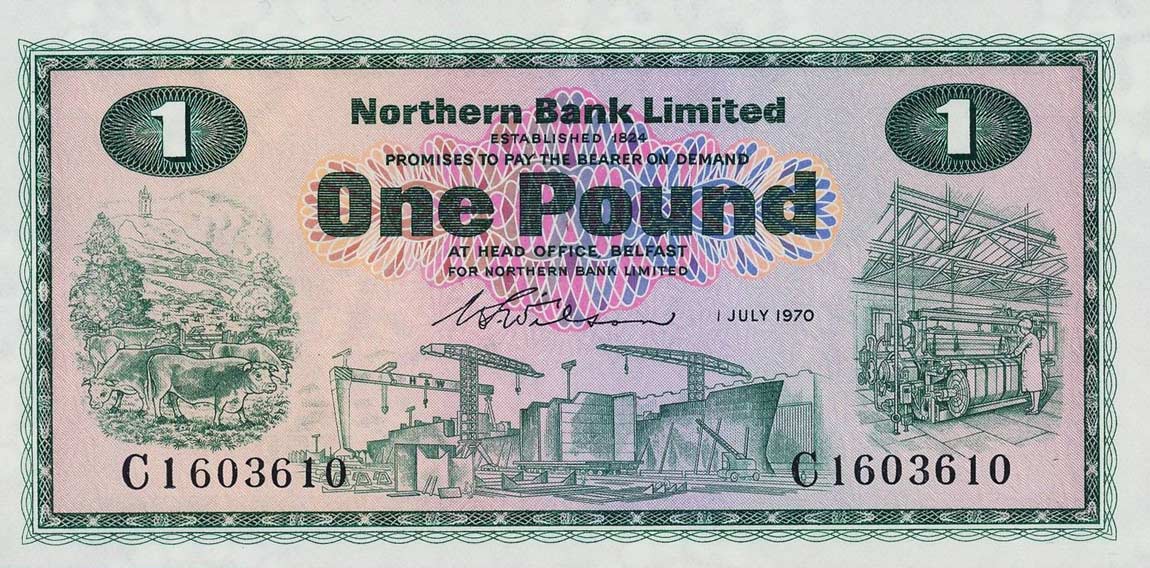 1
1
Northern Bank Limited
ESTABLISHED 1824
PROMISES TO PAY THE BEARER ON DEMAND
One Pound
AT HEAD OFFICE, BELFAST
FOR NORTHERN BANK LIMITED
1 JULY 1970
H&W
C1603610
C1603610